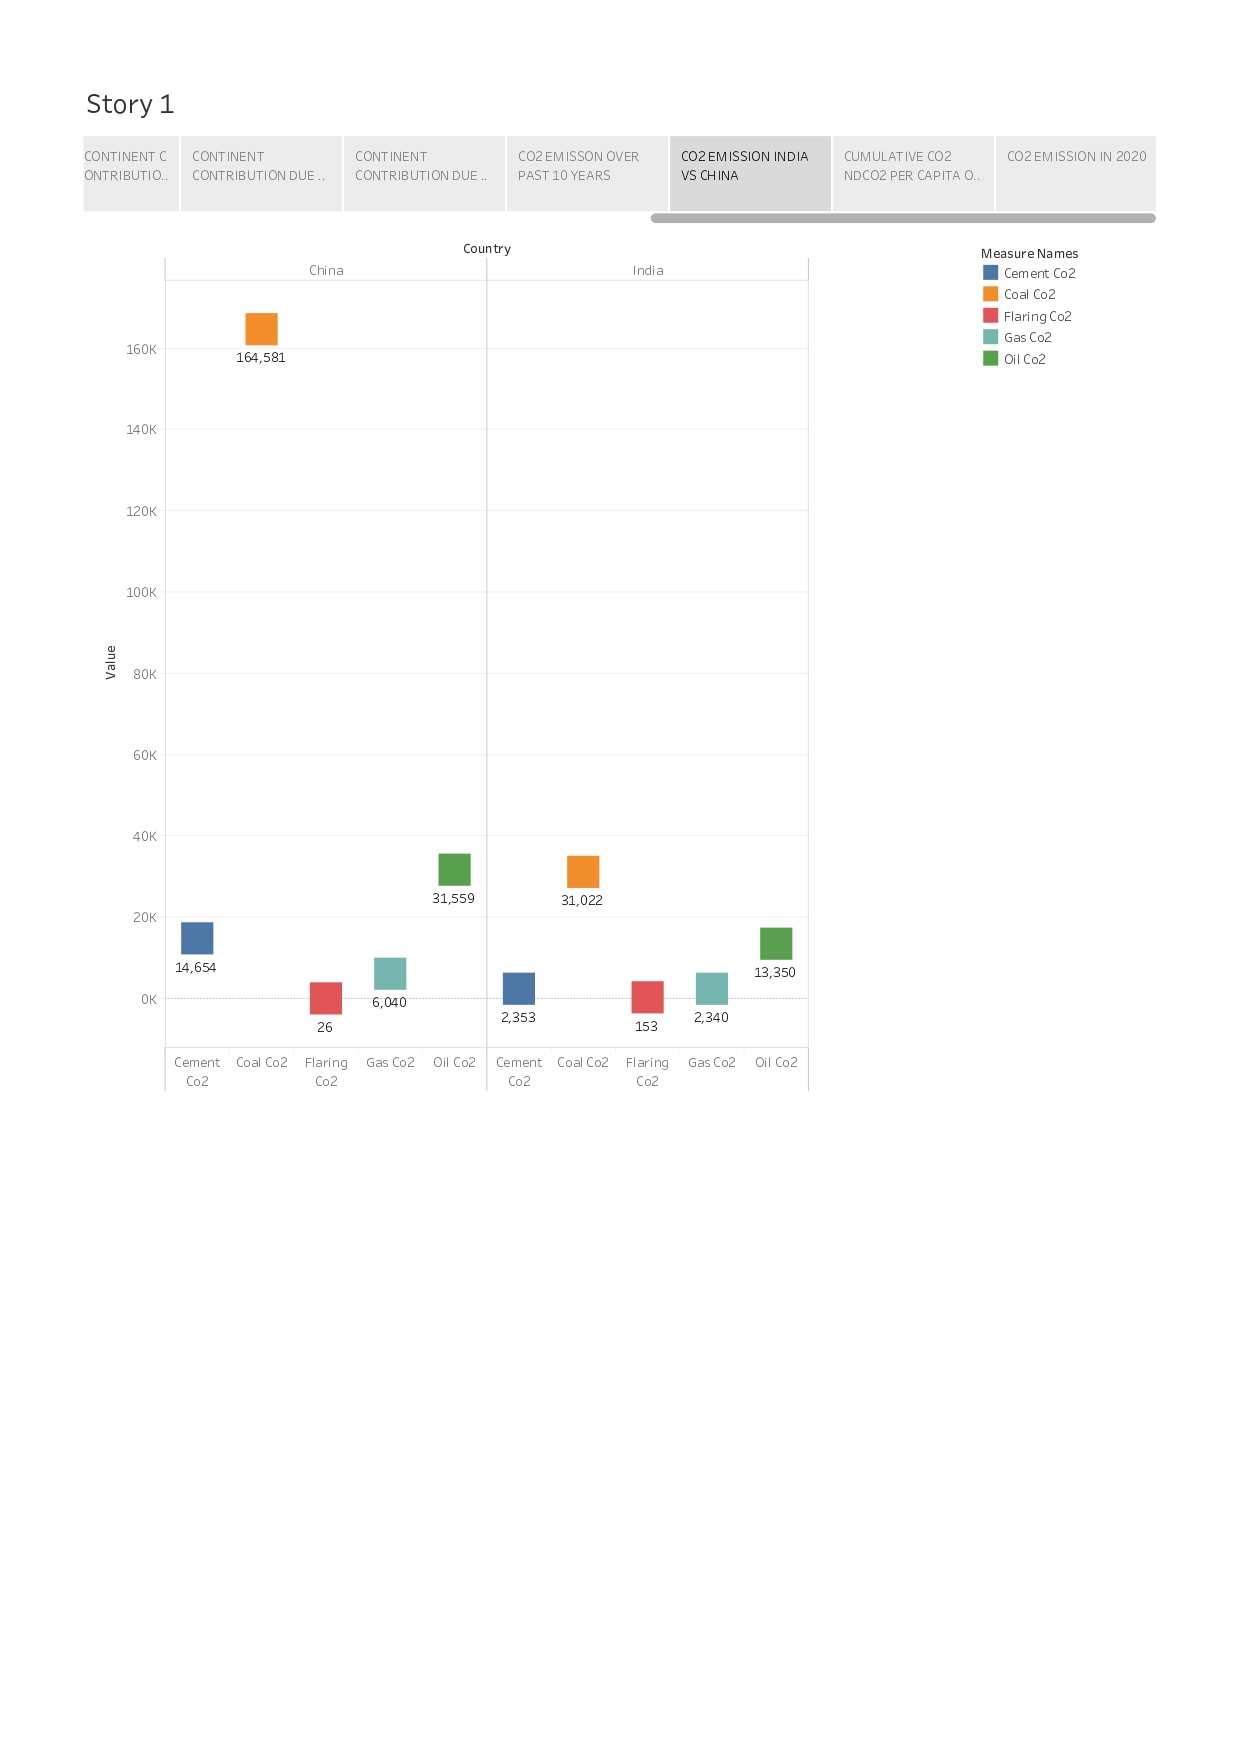 Story 1
CONTINENT C
ONTRIBUTIO..
CONTINENT
CONTRIBUTION DUE ..
CONTINENT
CONTRIBUTION DUE ..
CO2 EMISSON OVER
PAST 10 YEARS
CO2 EMISSION INDIA
VS CHINA
CUMULATIVE CO2
NDCO2 PER CAPITA O..
CO2 EMISSION IN 2020
Country
China
India
Measure Names
Cement Co2
Coal Co2
Flaring Co2
Gas Co2
Oil Co2
Value
160K
140K
120K
100K
80K
60K
40K
20K
0K
164,581
31,559
31,022
14,654
13,350
6,040
26
2,353
153
2,340
Cement
Co2
Coal Co2
Flaring
Co2
Gas Co2
Oil Co2
Cement
Co2
Coal Co2
Flaring
Co2
Gas Co2
Oil Co2